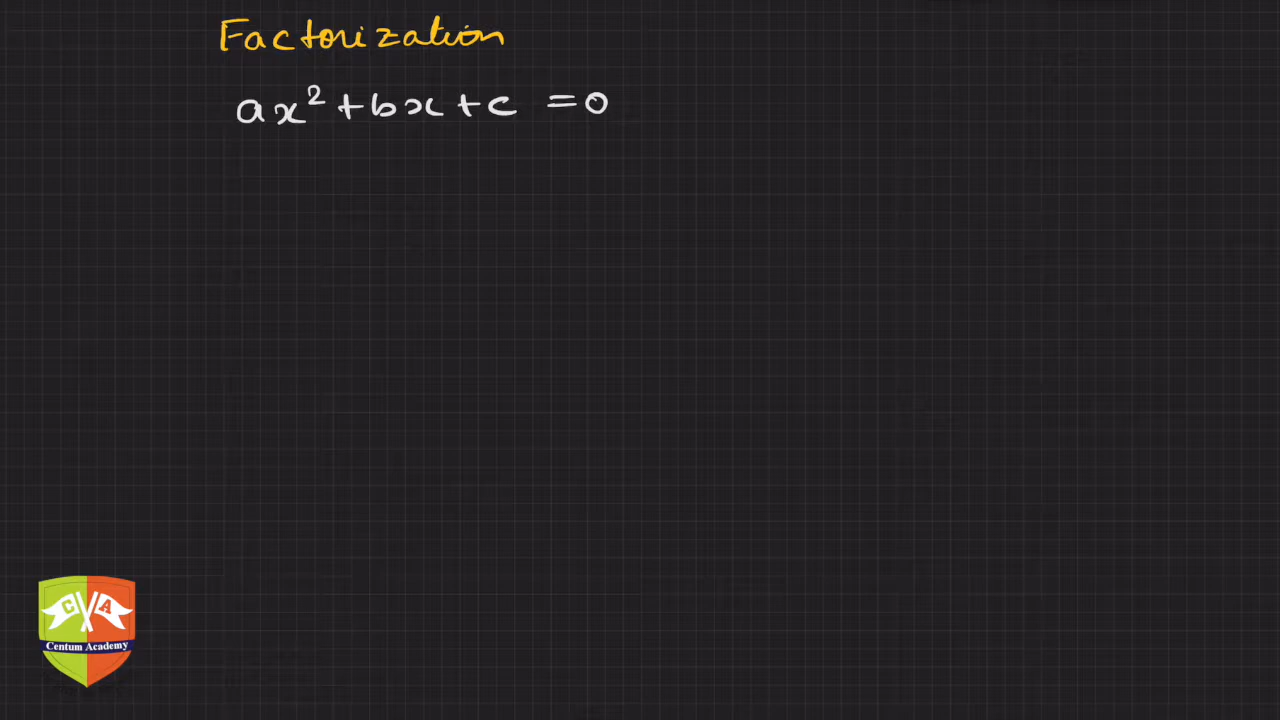 Factorization
ax² + bx + c = 0
C A
Centum Academy